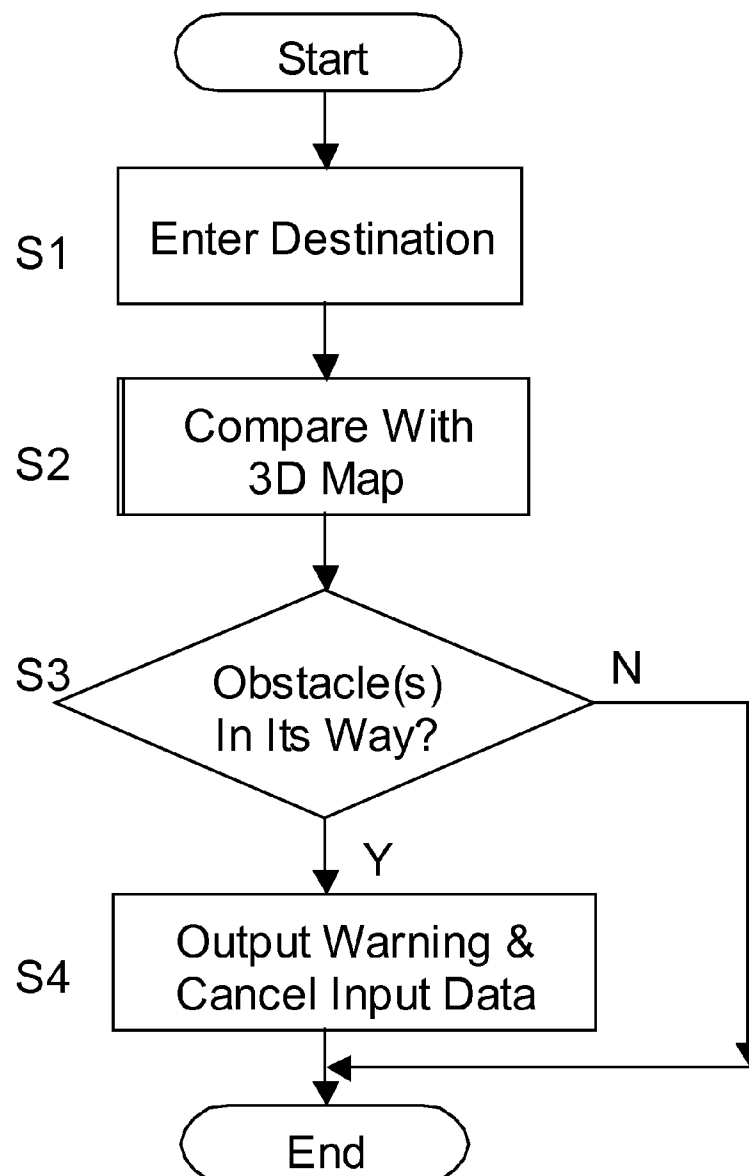 Start
S1
Enter Destination
S2
Compare With
3D Map
S3
Obstacle(s)
In Its Way?
N
Y
S4
Output Warning &
Cancel Input Data
End